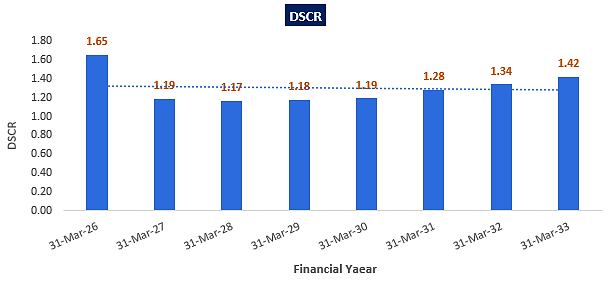 DSCR
1.80
1.60
1.40
1.20
1.00
0.80
0.60
0.40
0.20
0.00
DSCR
1.65
1.19
1.17
1.18
1.19
1.28
1.34
1.42
31-Mar-26
31-Mar-27
31-Mar-28
31-Mar-29
31-Mar-30
31-Mar-31
31-Mar-32
31-Mar-33
Financial Yaear